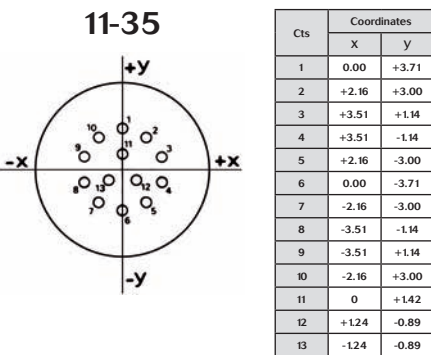 11-35
+y
-x
+x
-y
1
2
3
4
5
6
7
8
9
10
11
12
13
Cts Coordinates
x y
1 0.00 +3.71
2 +2.16 +3.00
3 +3.51 +1.14
4 +3.51 -1.14
5 +2.16 -3.00
6 0.00 -3.71
7 -2.16 -3.00
8 -3.51 -1.14
9 -3.51 +1.14
10 -2.16 +3.00
11 0 +1.42
12 +1.24 -0.89
13 -1.24 -0.89